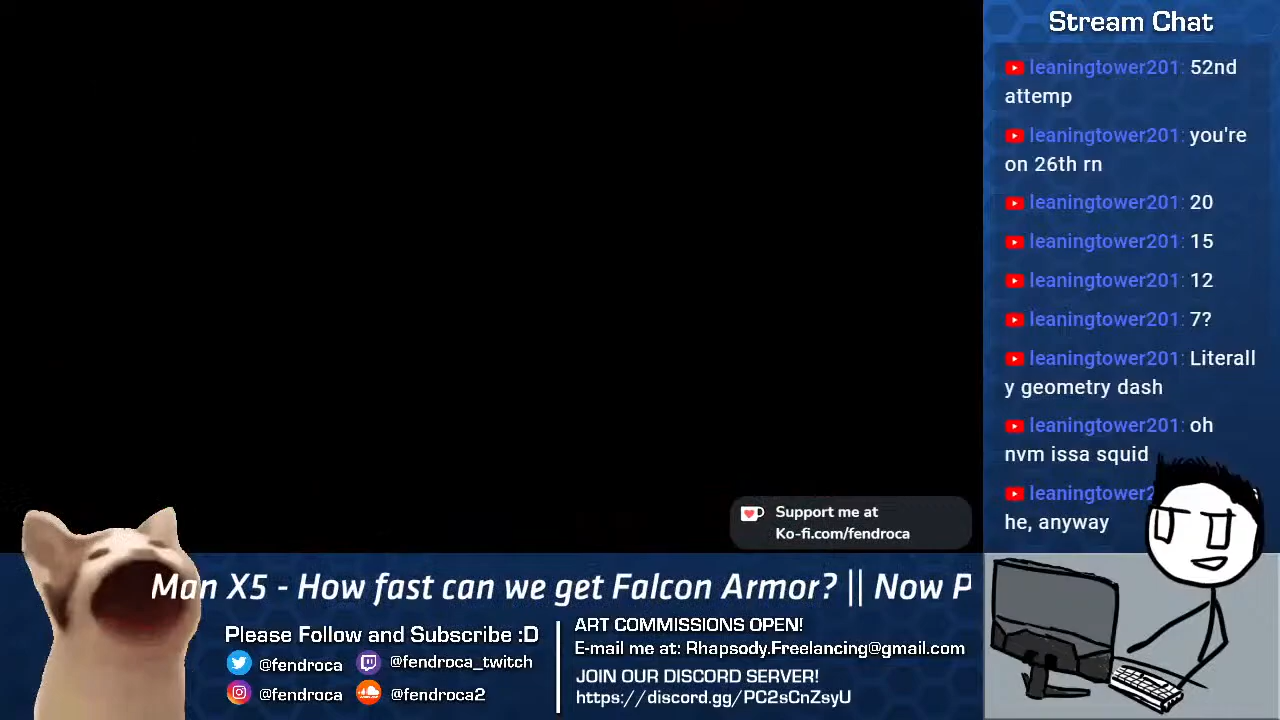 Stream Chat
leaningtower201: 52nd
attemp
leaningtower201: you're
on 26th rn
leaningtower201: 20
leaningtower201: 15
leaningtower201: 12
leaningtower201: 7?
leaningtower201: Literall
y geometry dash
leaningtower201: oh
nvm issa squid
leaningtower2
he, anyway
Support me at
Ko-fi.com/fendroca
Man X5 - How fast can we get Falcon Armor? || Now P
Please Follow and Subscribe :D
@fendroca @fendroca_twitch
@fendroca @fendroca2
ART COMMISSIONS OPEN!
E-mail me at: Rhapsody.Freelancing@gmail.com
JOIN OUR DISCORD SERVER!
https://discord.gg/PC2sCnZsyU